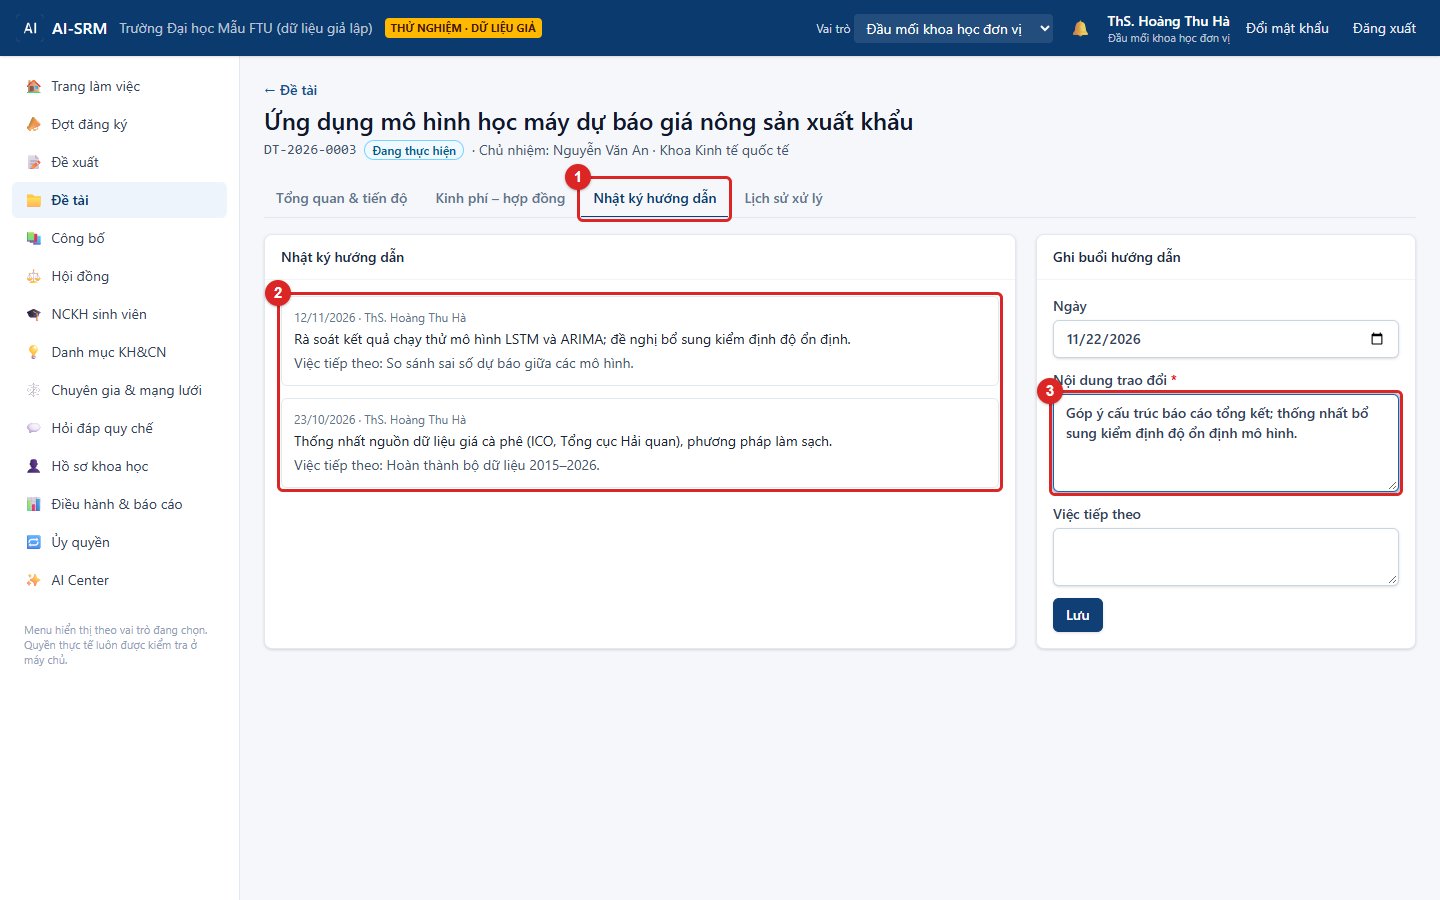 AI AI-SRM Trường Đại học Mẫu FTU (dữ liệu giả lập) THỬ NGHIỆM · DỮ LIỆU GIẢ
Vai trò Đầu mối khoa học đơn vị
ThS. Hoàng Thu Hà
Đầu mối khoa học đơn vị
Đổi mật khẩu
Đăng xuất
Trang làm việc
Đợt đăng ký
Đề xuất
Đề tài
Công bố
Hội đồng
NCKH sinh viên
Danh mục KH&CN
Chuyên gia & mạng lưới
Hỏi đáp quy chế
Hồ sơ khoa học
Điều hành & báo cáo
Ủy quyền
AI Center
Menu hiển thị theo vai trò đang chọn.
Quyền thực tế luôn được kiểm tra ở
máy chủ.
← Đề tài
Ứng dụng mô hình học máy dự báo giá nông sản xuất khẩu
DT-2026-0003 Đang thực hiện · Chủ nhiệm: Nguyễn Văn An · Khoa Kinh tế quốc tế
1
Tổng quan & tiến độ
Kinh phí – hợp đồng
Nhật ký hướng dẫn
Lịch sử xử lý
Nhật ký hướng dẫn
2
12/11/2026 · ThS. Hoàng Thu Hà
Rà soát kết quả chạy thử mô hình LSTM và ARIMA; đề nghị bổ sung kiểm định độ ổn định.
Việc tiếp theo: So sánh sai số dự báo giữa các mô hình.
23/10/2026 · ThS. Hoàng Thu Hà
Thống nhất nguồn dữ liệu giá cà phê (ICO, Tổng cục Hải quan), phương pháp làm sạch.
Việc tiếp theo: Hoàn thành bộ dữ liệu 2015–2026.
Ghi buổi hướng dẫn
Ngày
11/22/2026
Nội dung trao đổi *
3
Góp ý cấu trúc báo cáo tổng kết; thống nhất bổ
sung kiểm định độ ổn định mô hình.
Việc tiếp theo
Lưu